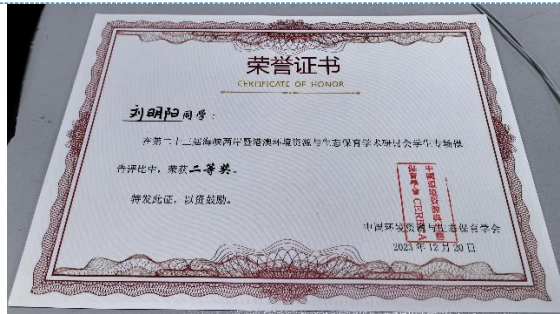 荣誉证书
CERTIFICATE OF HONOR
刘明阳同学:
在第二十三届海峡两岸暨港澳环境资源与生态保育学术研讨会学生专场报
告评比中,荣获二等奖。
特发此证,以资鼓励。
中国环境资源与生态保育学会
2023年12月20日